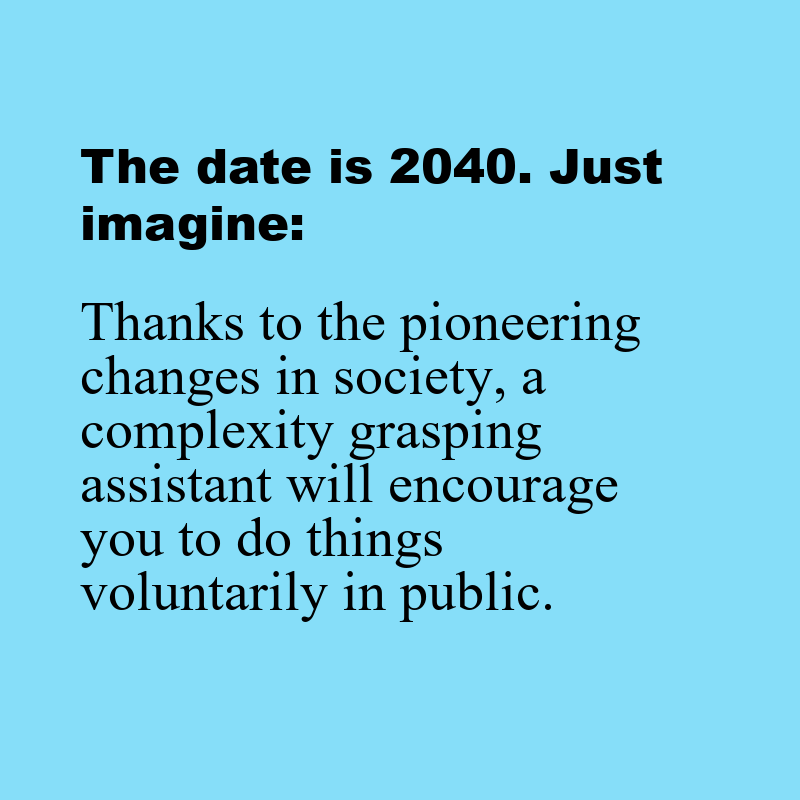 The date is 2040. Just
imagine:
Thanks to the pioneering
changes in society, a
complexity grasping
assistant will encourage
you to do things
voluntarily in public.